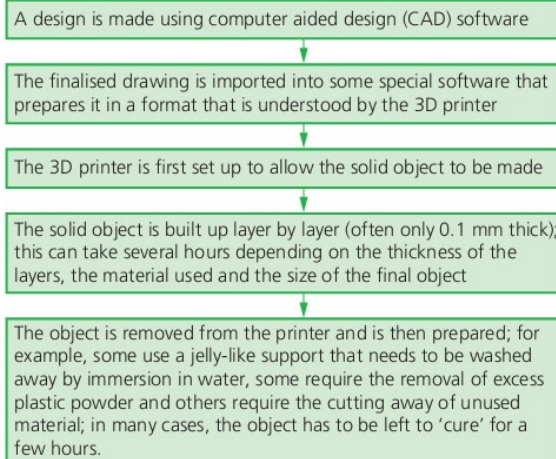 A design is made using computer aided design (CAD) software
The finalised drawing is imported into some special software that
prepares it in a format that is understood by the 3D printer
The 3D printer is first set up to allow the solid object to be made
The solid object is built up layer by layer (often only 0.1 mm thick);
this can take several hours depending on the thickness of the
layers, the material used and the size of the final object
The object is removed from the printer and is then prepared; for
example, some use a jelly-like support that needs to be washed
away by immersion in water, some require the removal of excess
plastic powder and others require the cutting away of unused
material; in many cases, the object has to be left to ‘cure’ for a
few hours.